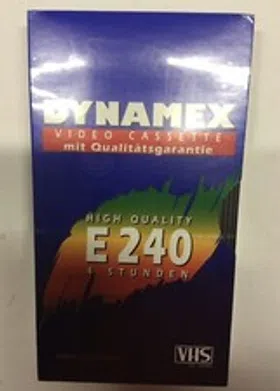 DYNAMEX
VIDEO CASSETTE
mit Qualitätsgarantie
HIGH QUALITY
E 240
4 STUNDEN
VHS